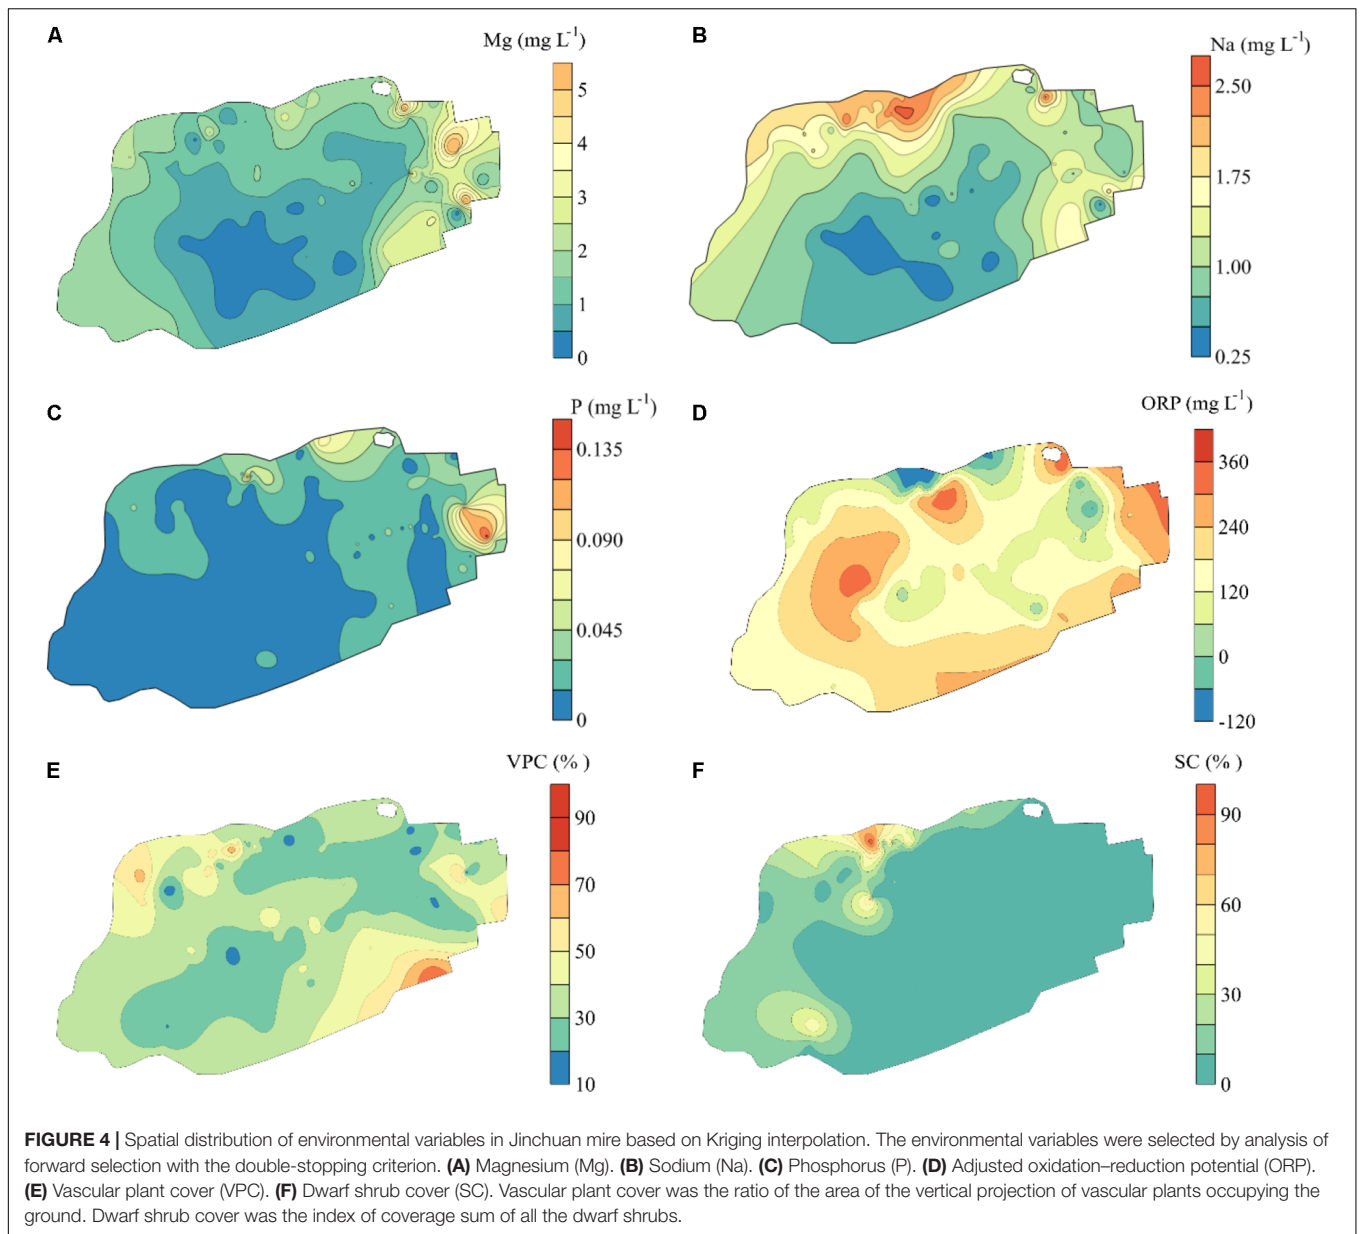 A
Mg (mg L⁻¹)
5
4
3
2
1
0
B
Na (mg L⁻¹)
2.50
1.75
1.00
0.25
C
P (mg L⁻¹)
0.135
0.090
0.045
0
D
ORP (mg L⁻¹)
360
240
120
0
-120
E
VPC (% )
90
70
50
30
10
F
SC (% )
90
60
30
0
FIGURE 4 | Spatial distribution of environmental variables in Jinchuan mire based on Kriging interpolation. The environmental variables were selected by analysis of
forward selection with the double-stopping criterion. (A) Magnesium (Mg). (B) Sodium (Na). (C) Phosphorus (P). (D) Adjusted oxidation–reduction potential (ORP).
(E) Vascular plant cover (VPC). (F) Dwarf shrub cover (SC). Vascular plant cover was the ratio of the area of the vertical projection of vascular plants occupying the
ground. Dwarf shrub cover was the index of coverage sum of all the dwarf shrubs.